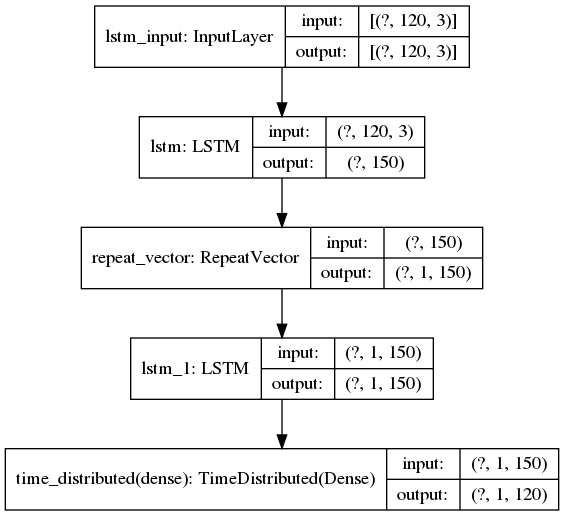 lstm_input: InputLayer
input: [(?, 120, 3)]
output: [(?, 120, 3)]
lstm: LSTM
input: (?, 120, 3)
output: (?, 150)
repeat_vector: RepeatVector
input: (?, 150)
output: (?, 1, 150)
lstm_1: LSTM
input: (?, 1, 150)
output: (?, 1, 150)
time_distributed(dense): TimeDistributed(Dense)
input: (?, 1, 150)
output: (?, 1, 120)